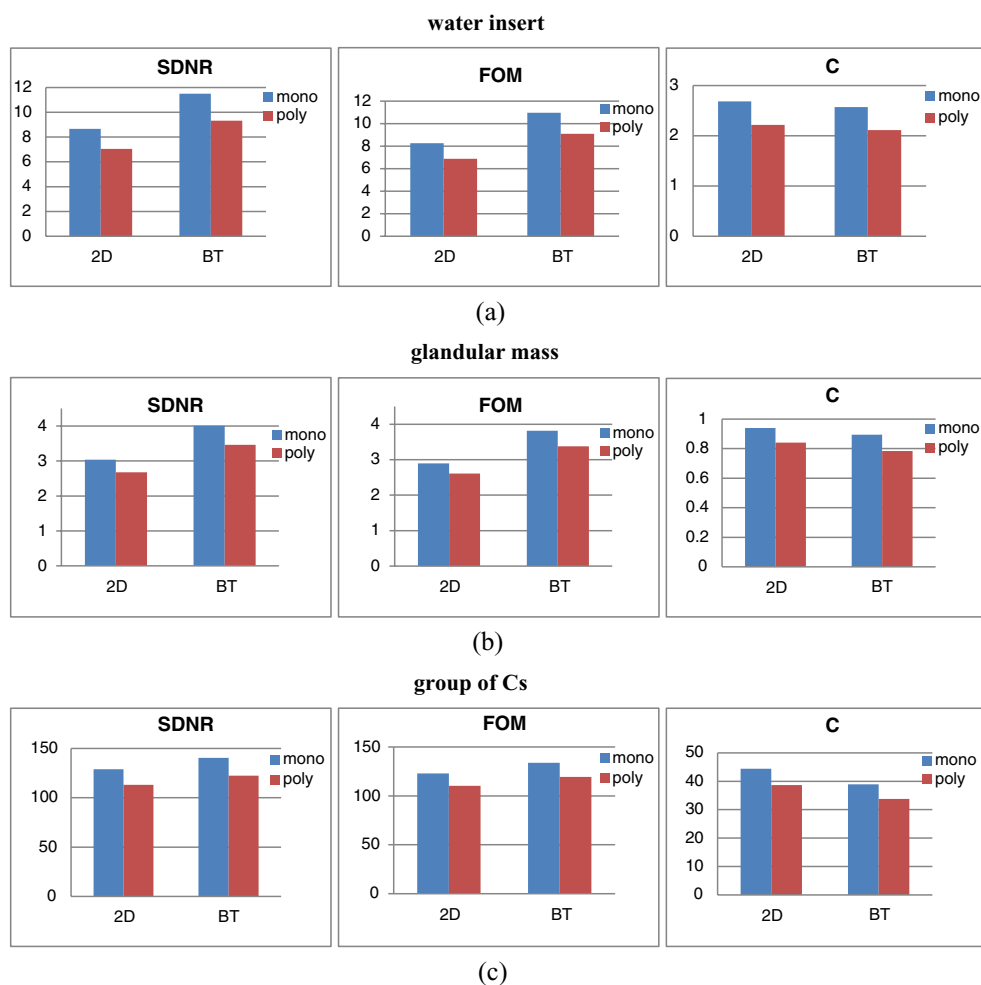 water insert
SDNR
12
10
8
6
4
2
0
2D BT
mono
poly
FOM
12
10
8
6
4
2
0
2D BT
mono
poly
C
3
2
1
0
2D BT
mono
poly
(a)
glandular mass
SDNR
4
3
2
1
0
2D BT
mono
poly
FOM
4
3
2
1
0
2D BT
mono
poly
C
1
0.8
0.6
0.4
0.2
0
2D BT
mono
poly
(b)
group of Cs
SDNR
150
100
50
0
2D BT
mono
poly
FOM
150
100
50
0
2D BT
mono
poly
C
50
40
30
20
10
0
2D BT
mono
poly
(c)